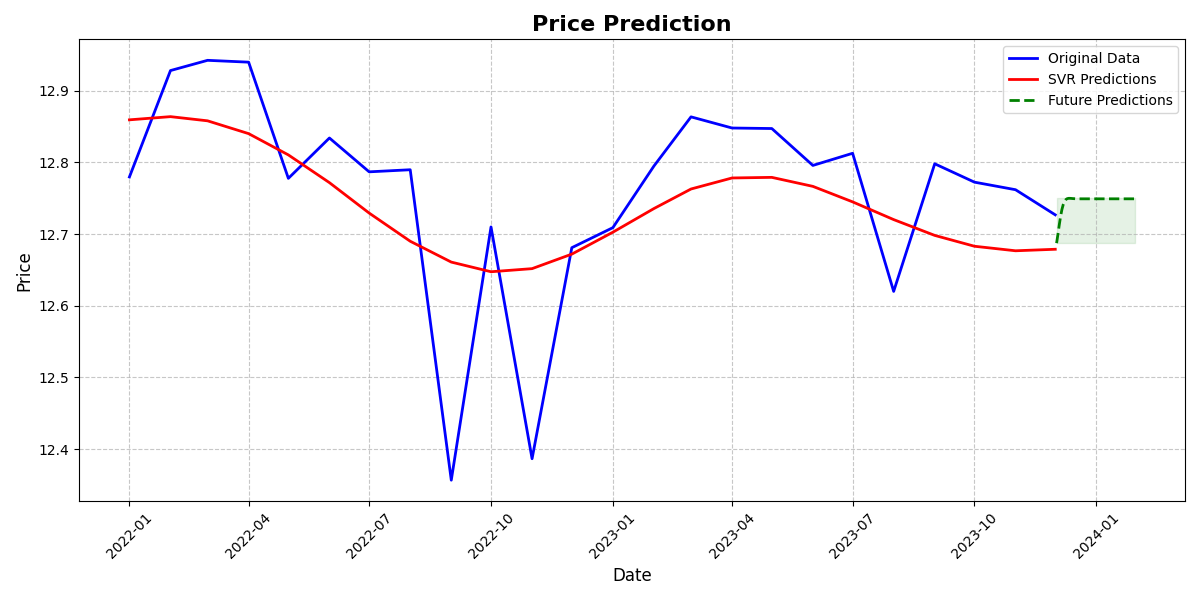 Price Prediction
Original Data
SVR Predictions
Future Predictions
Price
12.9
12.8
12.7
12.6
12.5
12.4
2022-01
2022-04
2022-07
2022-10
2023-01
2023-04
2023-07
2023-10
2024-01
Date